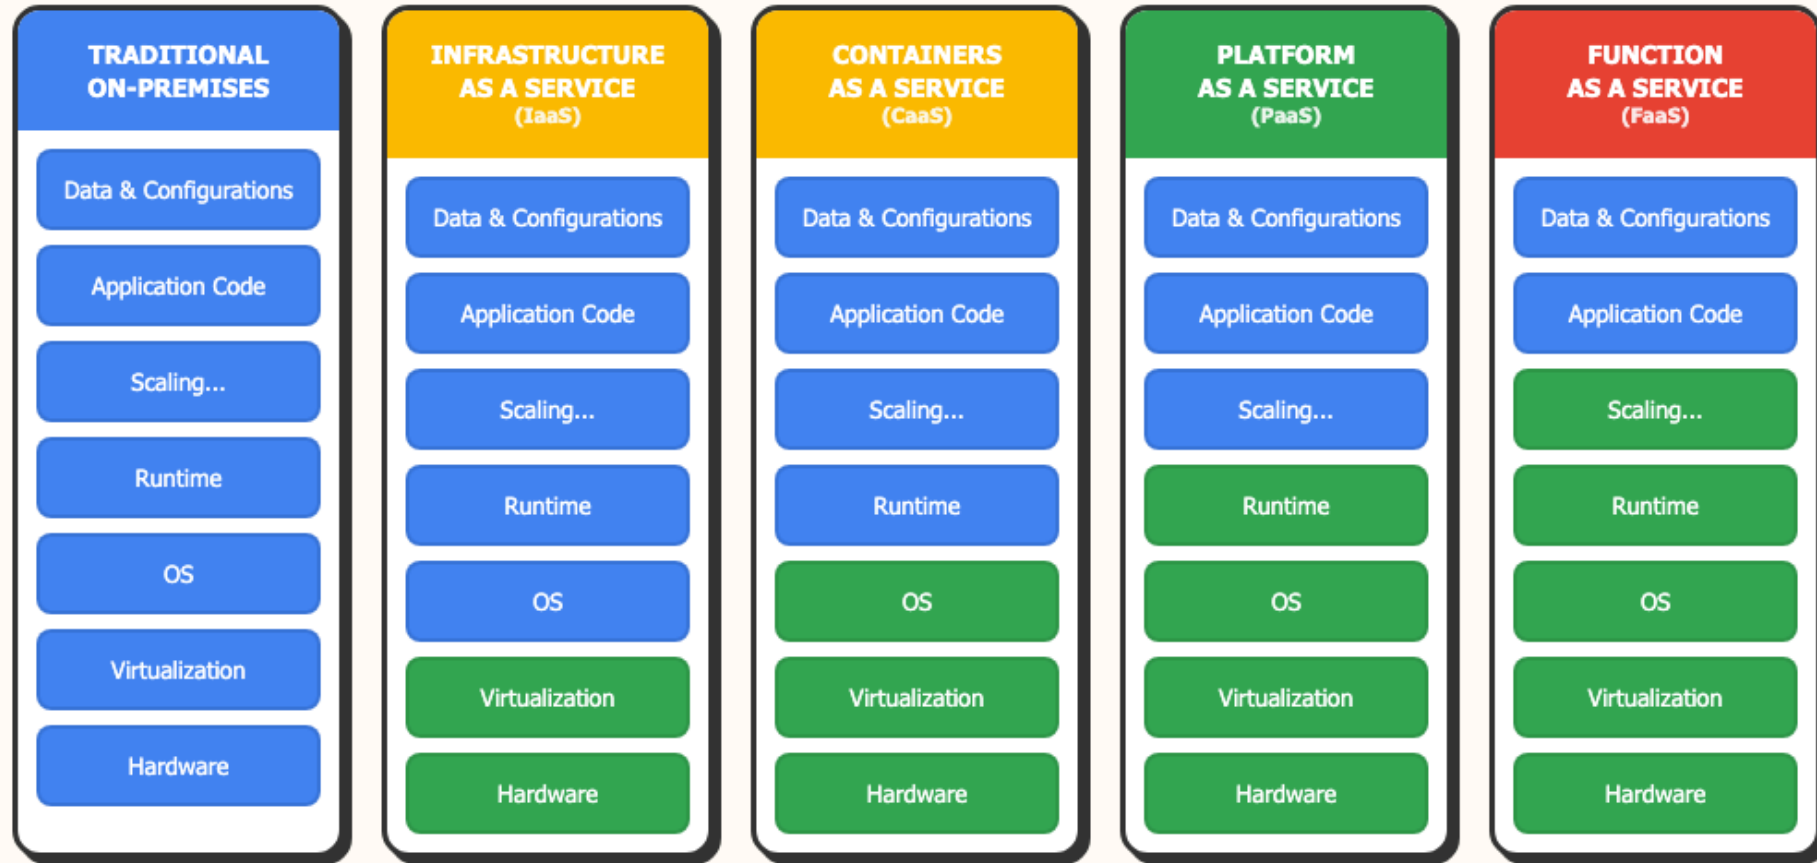 TRADITIONAL
ON-PREMISES
Data & Configurations
Application Code
Scaling...
Runtime
OS
Virtualization
Hardware
INFRASTRUCTURE
AS A SERVICE
(IaaS)
Data & Configurations
Application Code
Scaling...
Runtime
OS
Virtualization
Hardware
CONTAINERS
AS A SERVICE
(CaaS)
Data & Configurations
Application Code
Scaling...
Runtime
OS
Virtualization
Hardware
PLATFORM
AS A SERVICE
(PaaS)
Data & Configurations
Application Code
Scaling...
Runtime
OS
Virtualization
Hardware
FUNCTION
AS A SERVICE
(FaaS)
Data & Configurations
Application Code
Scaling...
Runtime
OS
Virtualization
Hardware